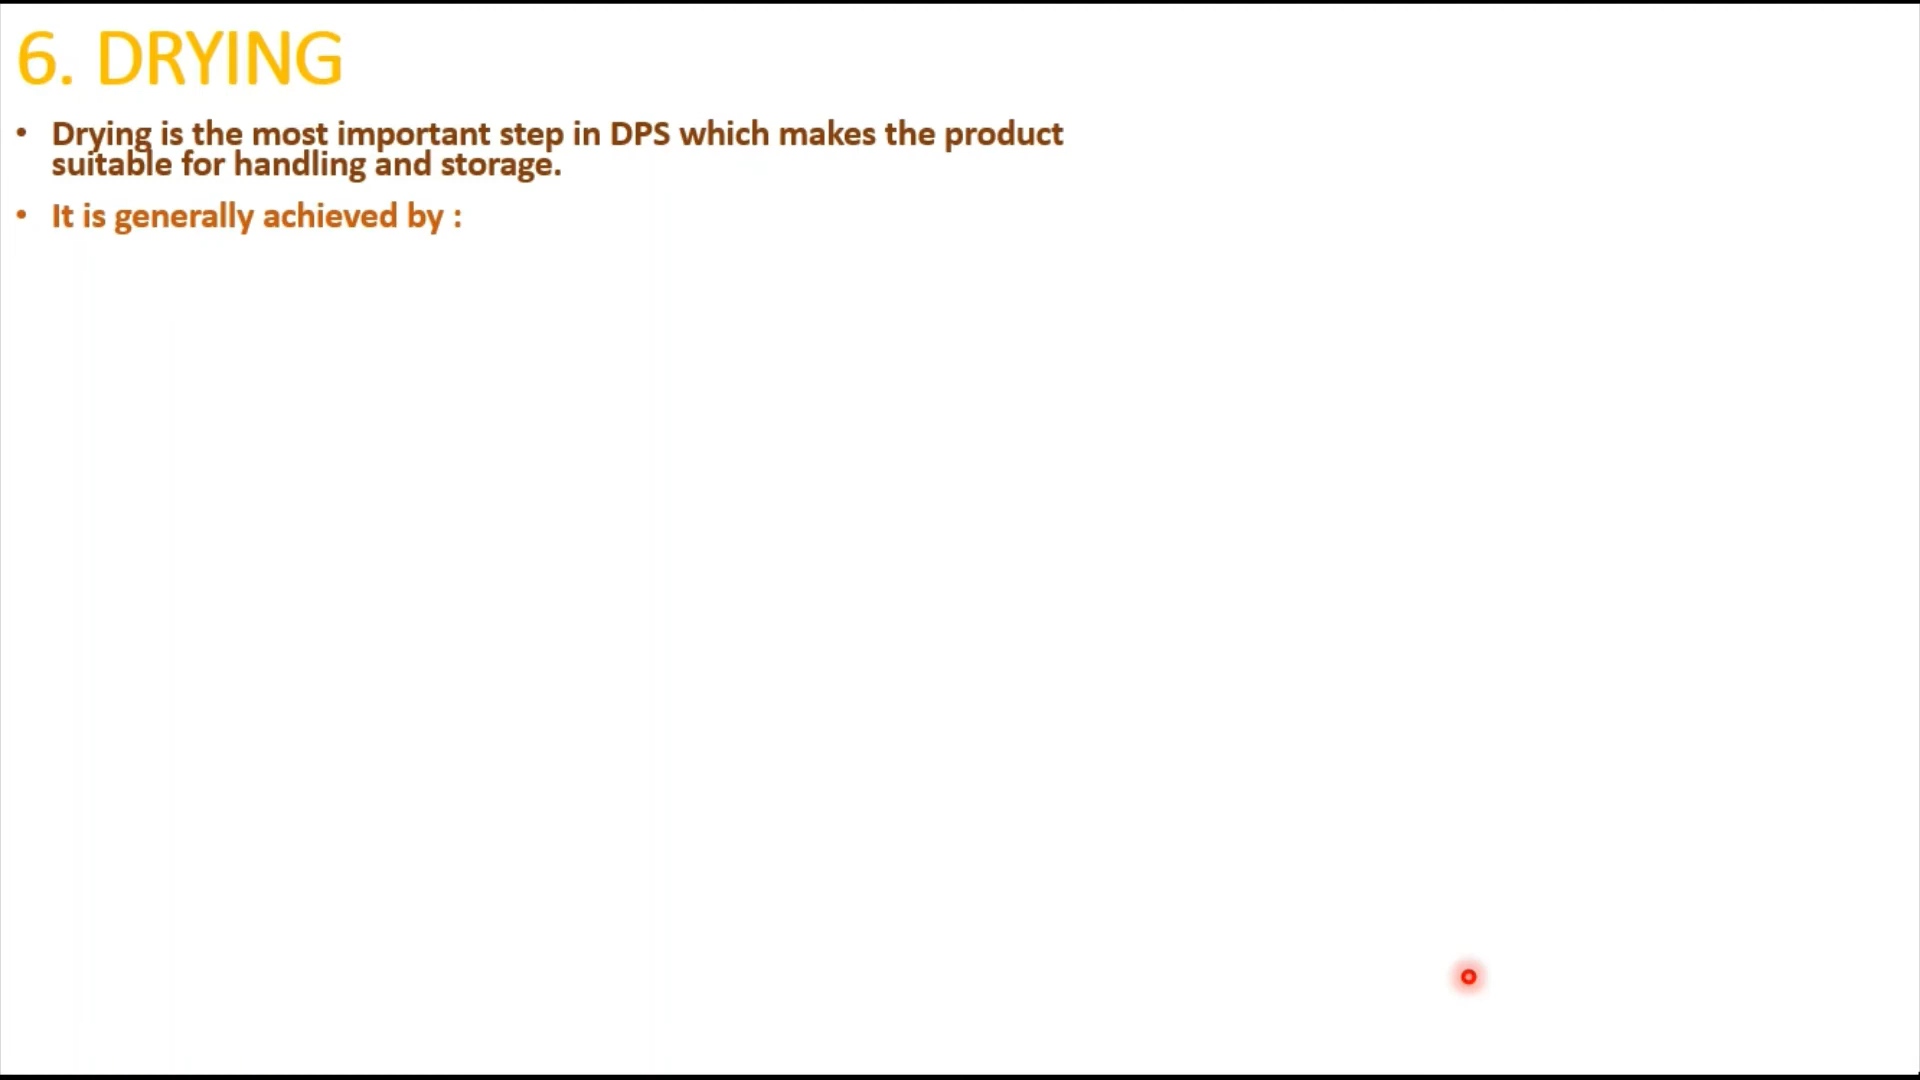 6. DRYING
• Drying is the most important step in DPS which makes the product
suitable for handling and storage.
• It is generally achieved by :